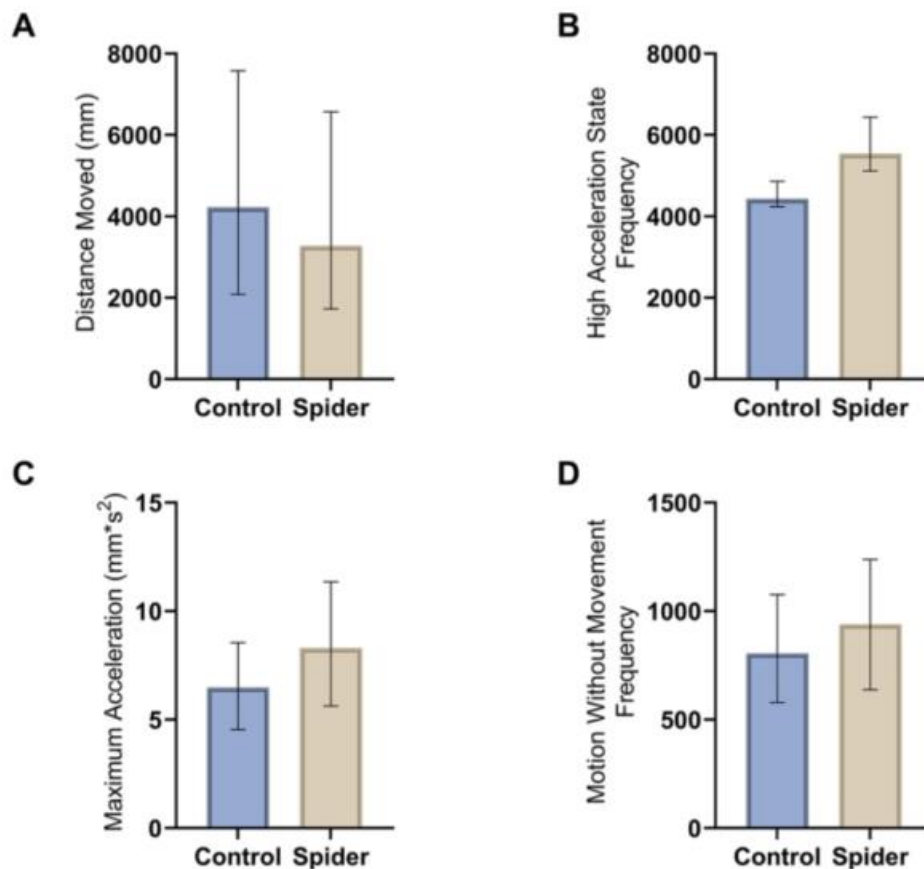 A
Distance Moved (mm)
8000
6000
4000
2000
0
Control Spider
B
High Acceleration State
Frequency
8000
6000
4000
2000
0
Control Spider
C
Maximum Acceleration (mm*s²)
15
10
5
0
Control Spider
D
Motion Without Movement
Frequency
1500
1000
500
0
Control Spider